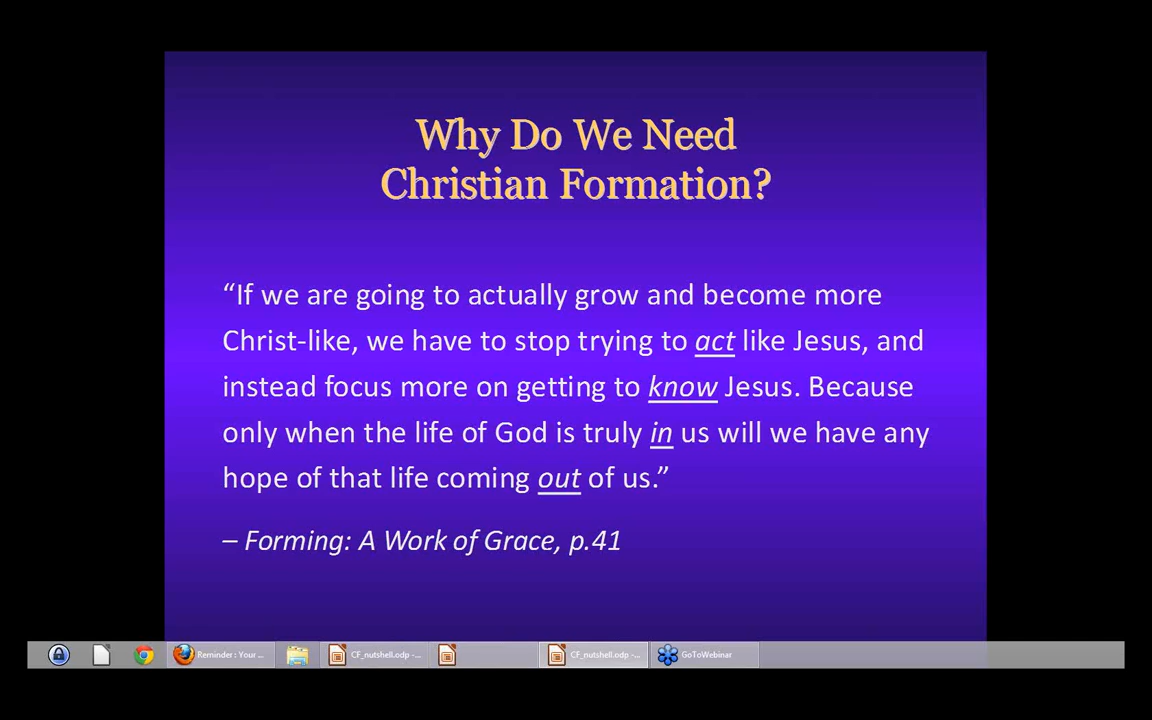 Why Do We Need
Christian Formation?
“If we are going to actually grow and become more
Christ-like, we have to stop trying to act like Jesus, and
instead focus more on getting to know Jesus. Because
only when the life of God is truly in us will we have any
hope of that life coming out of us.”
– Forming: A Work of Grace, p.41
Reminder : Your ... CF_nutshell.odp -... CF_nutshell.odp -... GoToWebinar